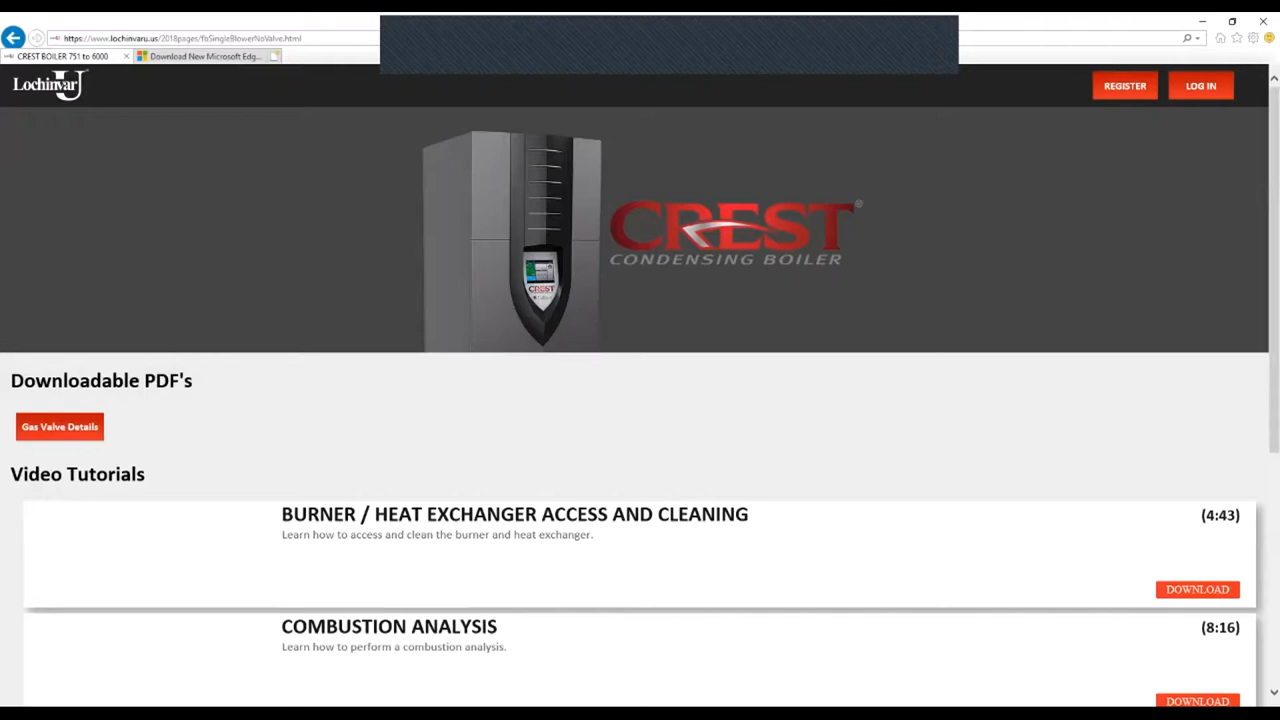 https://www.lochinvaru.us/2018pages/fbSingleBlowerNoValve.html
CREST BOILER 751 to 6000
Download New Microsoft Edg...
Lochinvar U
REGISTER
LOG IN
CREST
CONDENSING BOILER
CREST
Downloadable PDF's
Gas Valve Details
Video Tutorials
BURNER / HEAT EXCHANGER ACCESS AND CLEANING
(4:43)
Learn how to access and clean the burner and heat exchanger.
DOWNLOAD
COMBUSTION ANALYSIS
(8:16)
Learn how to perform a combustion analysis.
DOWNLOAD